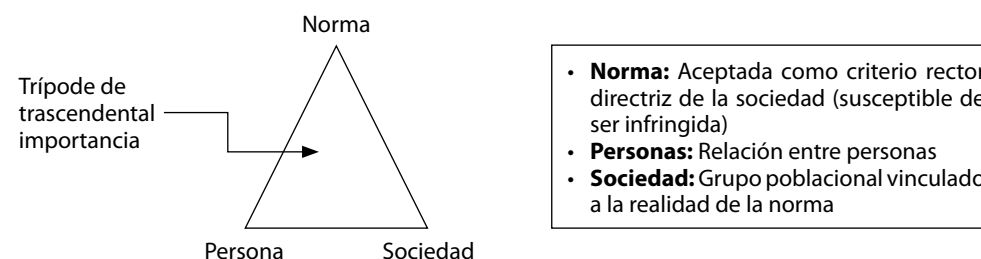 Norma
Trípode de
trascendental
importancia
Persona
Sociedad
• Norma: Aceptada como criterio rector
directriz de la sociedad (susceptible de
ser infringida)
• Personas: Relación entre personas
• Sociedad: Grupo poblacional vinculado
a la realidad de la norma